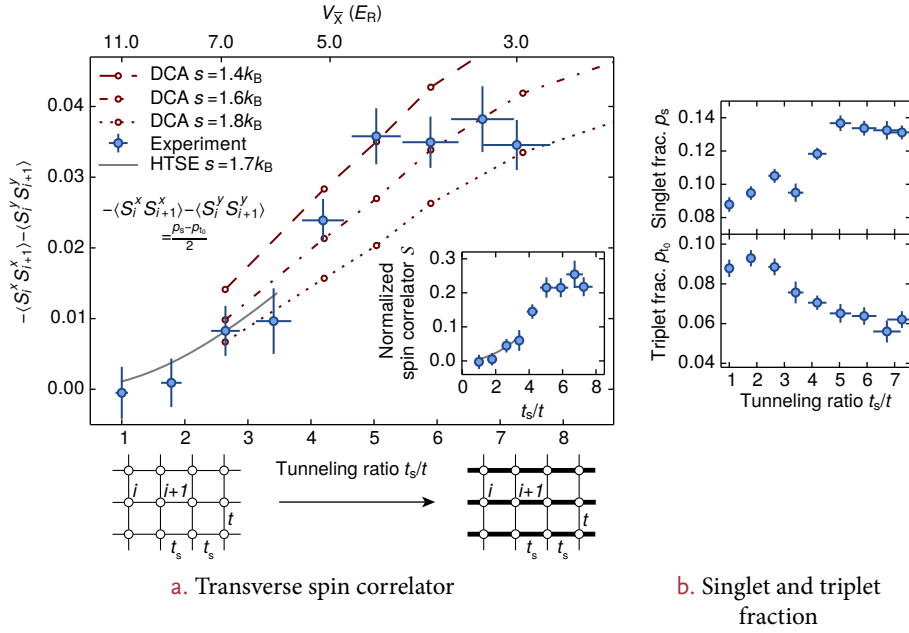 V_X̄ (E_R)
11.0 7.0 5.0 3.0
DCA s = 1.4k_B
DCA s = 1.6k_B
DCA s = 1.8k_B
Experiment
HTSE s = 1.7k_B
−⟨S_i^x S_{i+1}^x⟩−⟨S_i^y S_{i+1}^y⟩
=(p_s−p_{t_0})/2
−⟨S_i^x S_{i+1}^x⟩−⟨S_i^y S_{i+1}^y⟩
0.04
0.03
0.02
0.01
0.00
1 2 3 4 5 6 7 8
Tunneling ratio t_s/t
Normalized
spin correlator S
0.3
0.2
0.1
0.0
0 2 4 6 8
t_s/t
i i+1
t
t_s t_s
i i+1
t
t_s t_s
a. Transverse spin correlator
Singlet frac. p_s
0.14
0.12
0.10
0.08
Triplet frac. p_{t_0}
0.10
0.08
0.06
0.04
1 2 3 4 5 6 7
Tunneling ratio t_s/t
b. Singlet and triplet
fraction